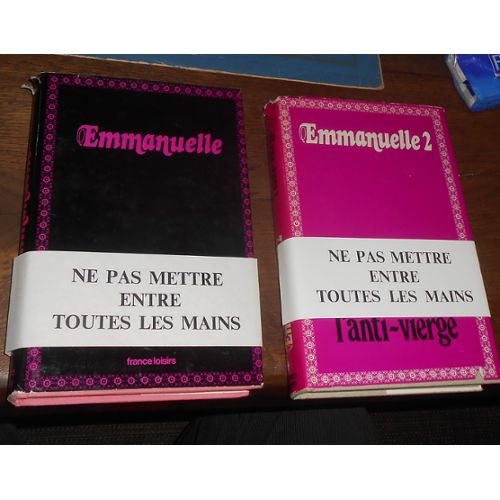 Emmanuelle
NE PAS METTRE
ENTRE
TOUTES LES MAINS
france loisirs
Emmanuelle 2
NE PAS METTRE
ENTRE
TOUTES LES MAINS
l'anti-vierge